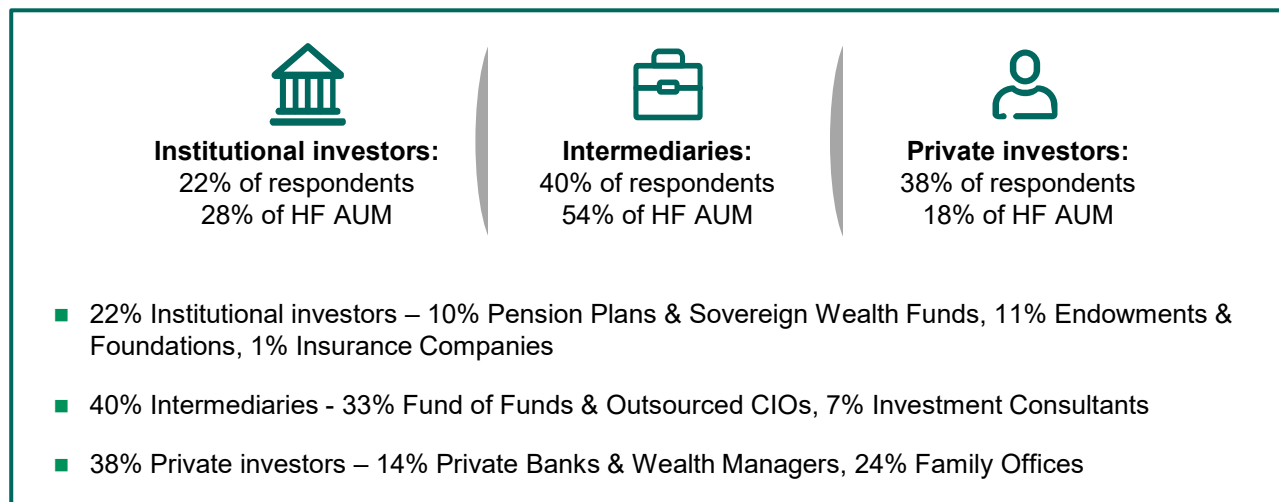 Institutional investors:
22% of respondents
28% of HF AUM
Intermediaries:
40% of respondents
54% of HF AUM
Private investors:
38% of respondents
18% of HF AUM
■ 22% Institutional investors – 10% Pension Plans & Sovereign Wealth Funds, 11% Endowments &
Foundations, 1% Insurance Companies
■ 40% Intermediaries - 33% Fund of Funds & Outsourced CIOs, 7% Investment Consultants
■ 38% Private investors – 14% Private Banks & Wealth Managers, 24% Family Offices